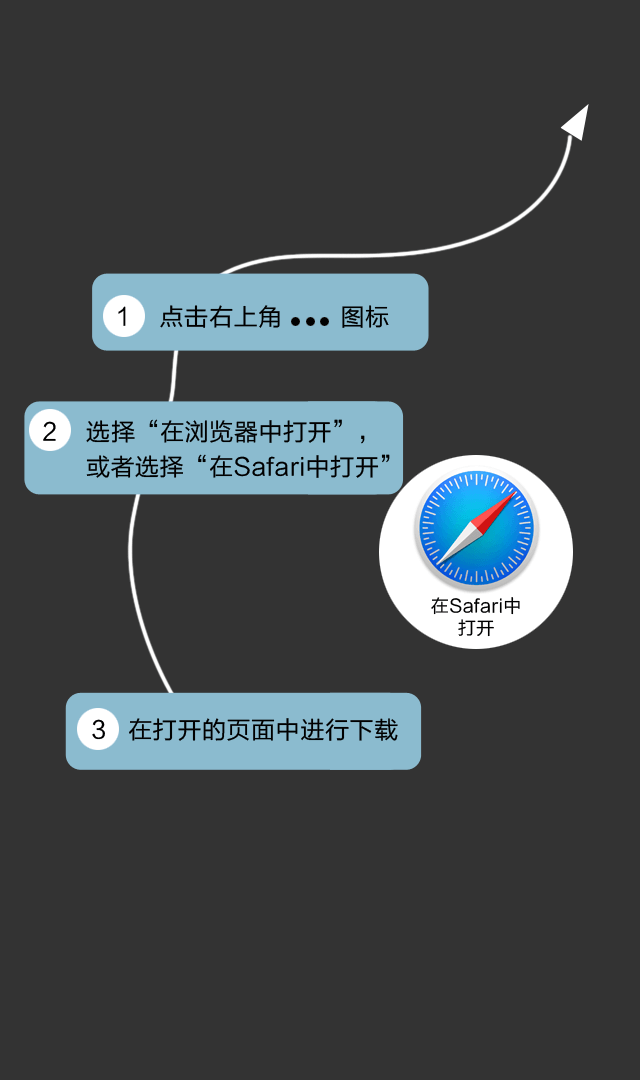 1 点击右上角 ●●● 图标
2 选择“在浏览器中打开”，
或者选择“在Safari中打开”
在Safari中
打开
3 在打开的页面中进行下载